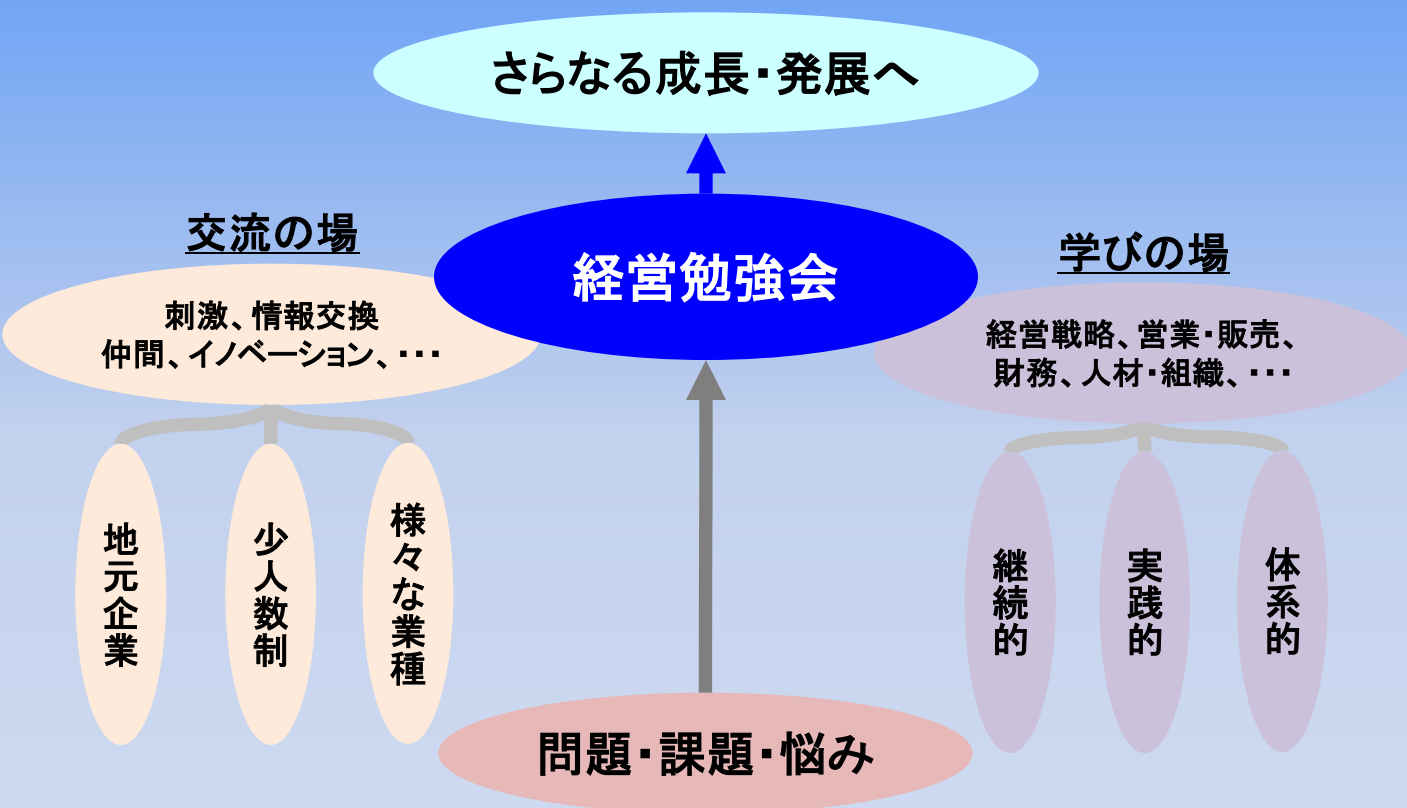 さらなる成長・発展へ
経営勉強会
交流の場
刺激、情報交換
仲間、イノベーション、・・・
地元企業
少人数制
様々な業種
学びの場
経営戦略、営業・販売、
財務、人材・組織、・・・
継続的
実践的
体系的
問題・課題・悩み